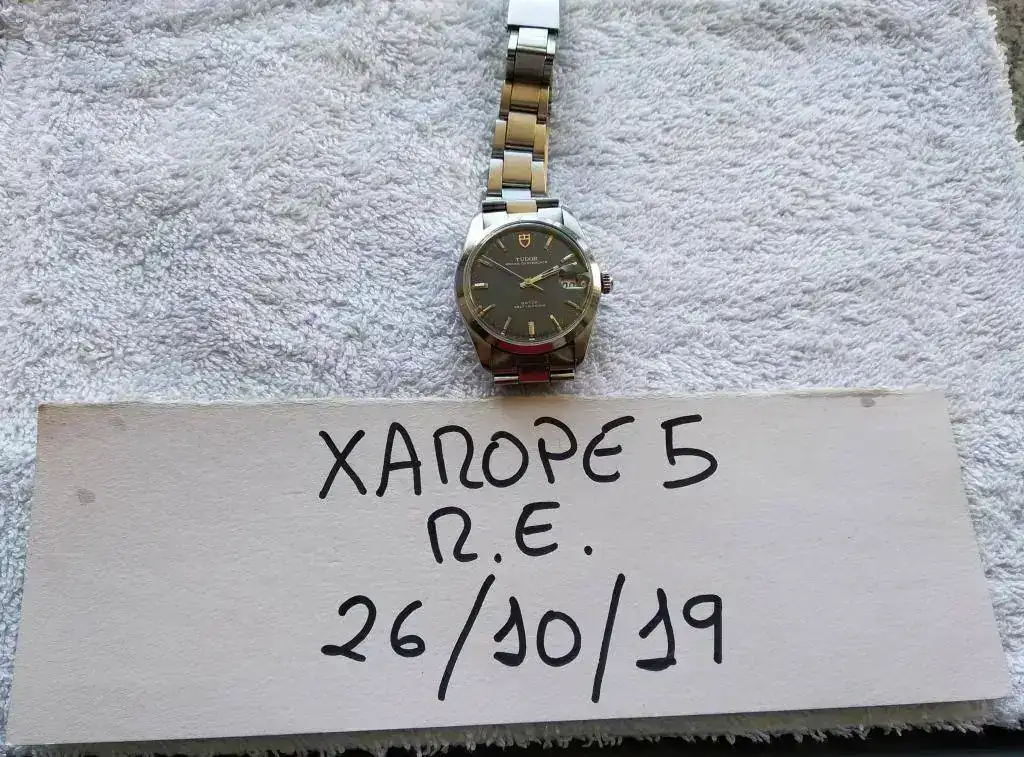 TUDOR
XAROPE 5
R.E.
26/10/19